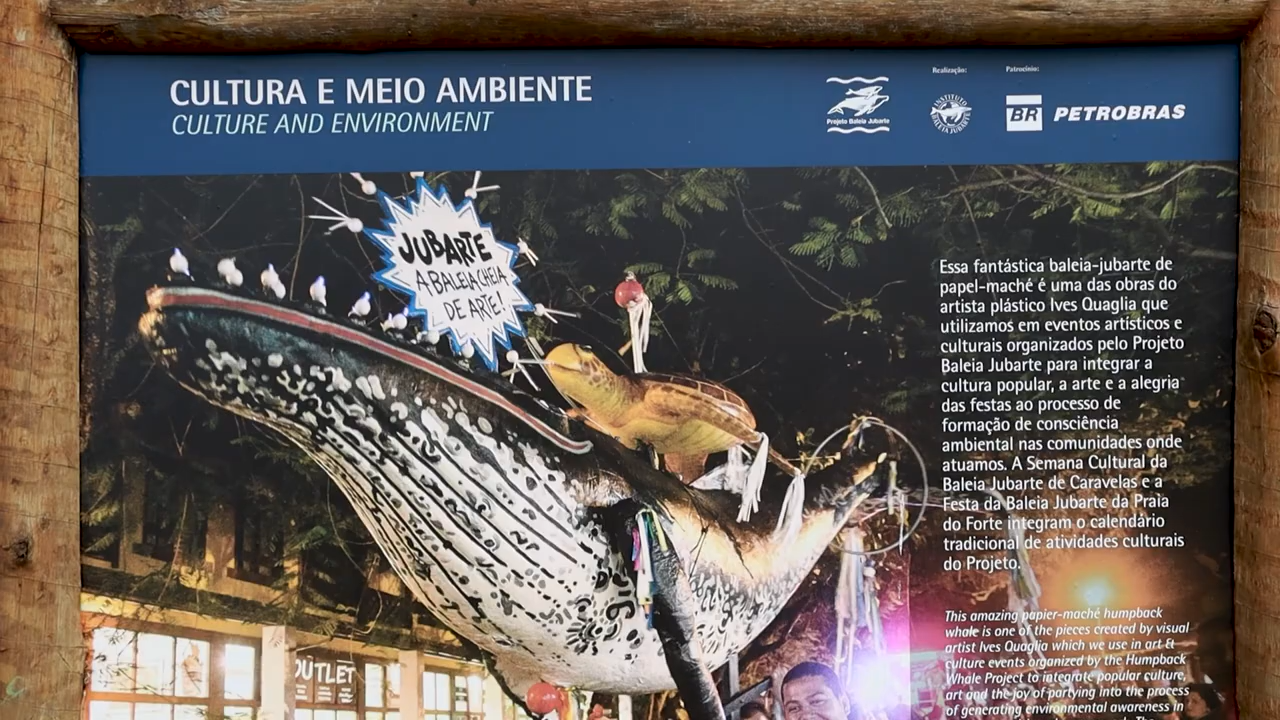 CULTURA E MEIO AMBIENTE
CULTURE AND ENVIRONMENT
Projeto Baleia Jubarte
Realização:
INSTITUTO BALEIA JUBARTE
Patrocínio:
BR PETROBRAS
JUBARTE
A BALEIA CHEIA
DE ARTE!
Essa fantástica baleia-jubarte de
papel-maché é uma das obras do
artista plástico Ives Quaglia que
utilizamos em eventos artísticos e
culturais organizados pelo Projeto
Baleia Jubarte para integrar a
cultura popular, a arte e a alegria
das festas ao processo de
formação de consciência
ambiental nas comunidades onde
atuamos. A Semana Cultural da
Baleia Jubarte de Caravelas e a
Festa da Baleia Jubarte da Praia
do Forte integram o calendário
tradicional de atividades culturais
do Projeto.
This amazing papier-maché humpback
whale is one of the pieces created by visual
artist Ives Quaglia which we use in art &
culture events organized by the Humpback
Whale Project to integrate popular culture,
art and the joy of partying into the process
of generating environmental awareness in
OUTLET